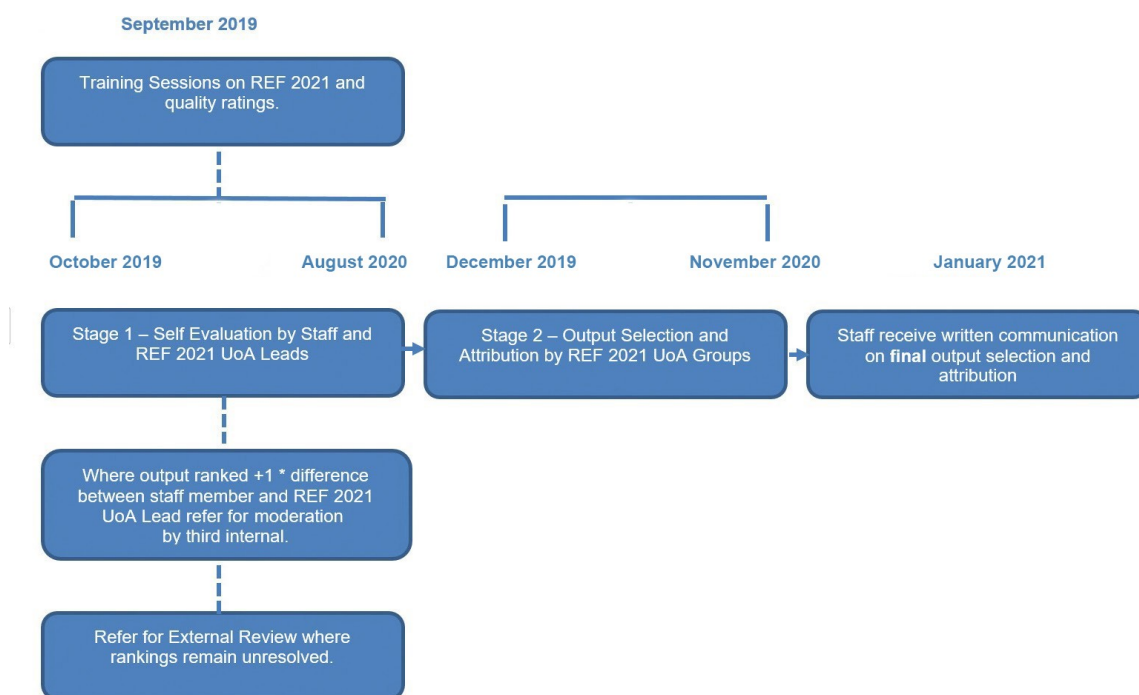 September 2019
Training Sessions on REF 2021 and
quality ratings.
October 2019
August 2020
December 2019
November 2020
January 2021
Stage 1 – Self Evaluation by Staff and
REF 2021 UoA Leads
Stage 2 – Output Selection and
Attribution by REF 2021 UoA Groups
Staff receive written communication
on final output selection and
attribution
Where output ranked +1 * difference
between staff member and REF 2021
UoA Lead refer for moderation
by third internal.
Refer for External Review where
rankings remain unresolved.